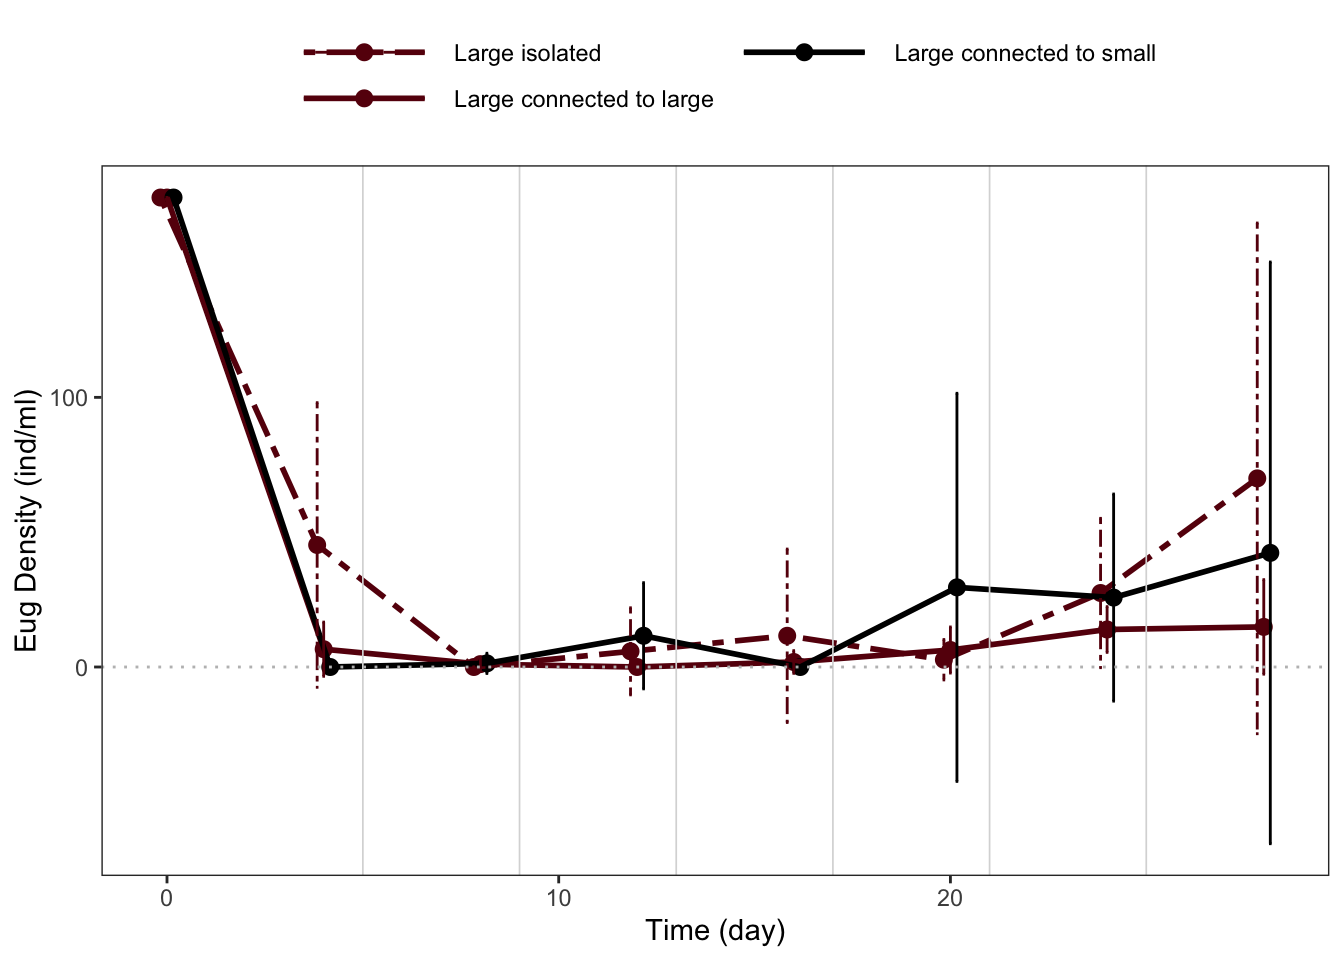 Large isolated
Large connected to small
Large connected to large
Eug Density (ind/ml)
100
0
0
10
20
Time (day)